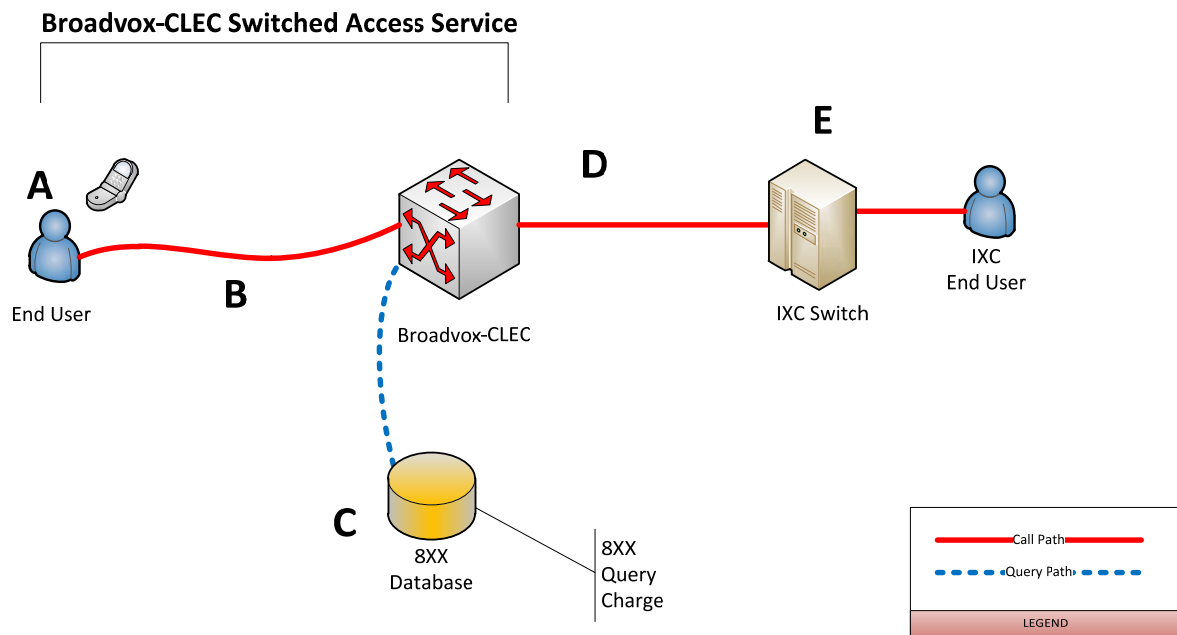 Broadvox-CLEC Switched Access Service
A
B
C
D
E
End User
Broadvox-CLEC
IXC Switch
IXC
End User
8XX
Database
8XX
Query
Charge
Call Path
Query Path
LEGEND